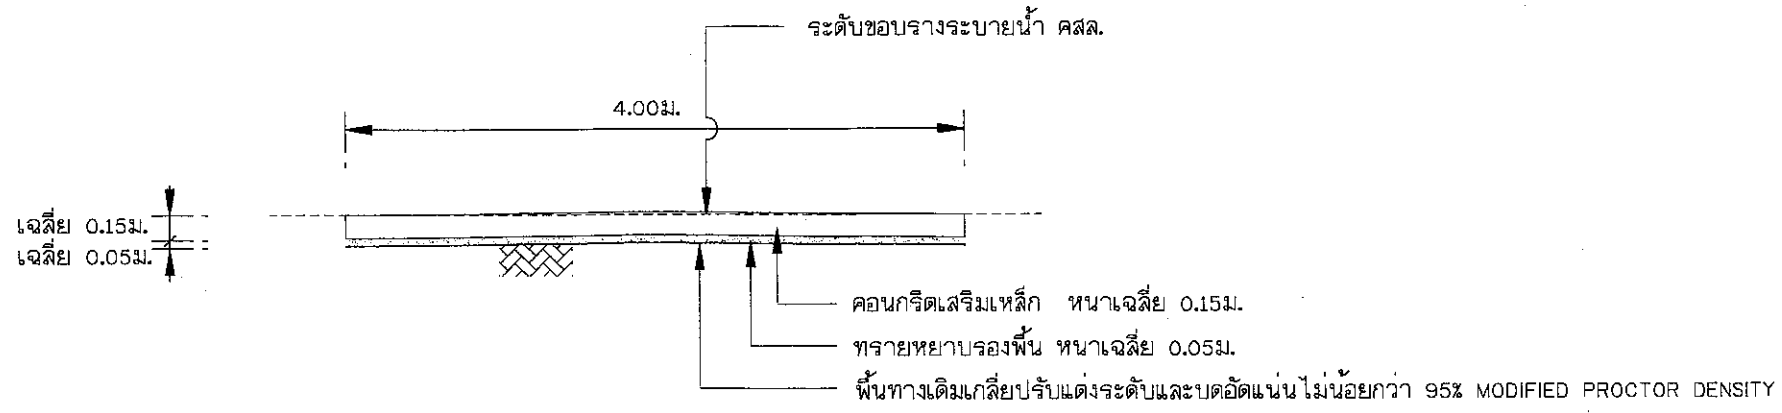 ระดับขอบรางระบายน้ำ คสล.
4.00ม.
เฉลี่ย 0.15ม.
เฉลี่ย 0.05ม.
คอนกรีตเสริมเหล็ก หนาเฉลี่ย 0.15ม.
ทรายหยาบรองพื้น หนาเฉลี่ย 0.05ม.
พื้นทางเดิมเกลี่ยปรับแต่งระดับและบดอัดแน่นไม่น้อยกว่า 95% MODIFIED PROCTOR DENSITY